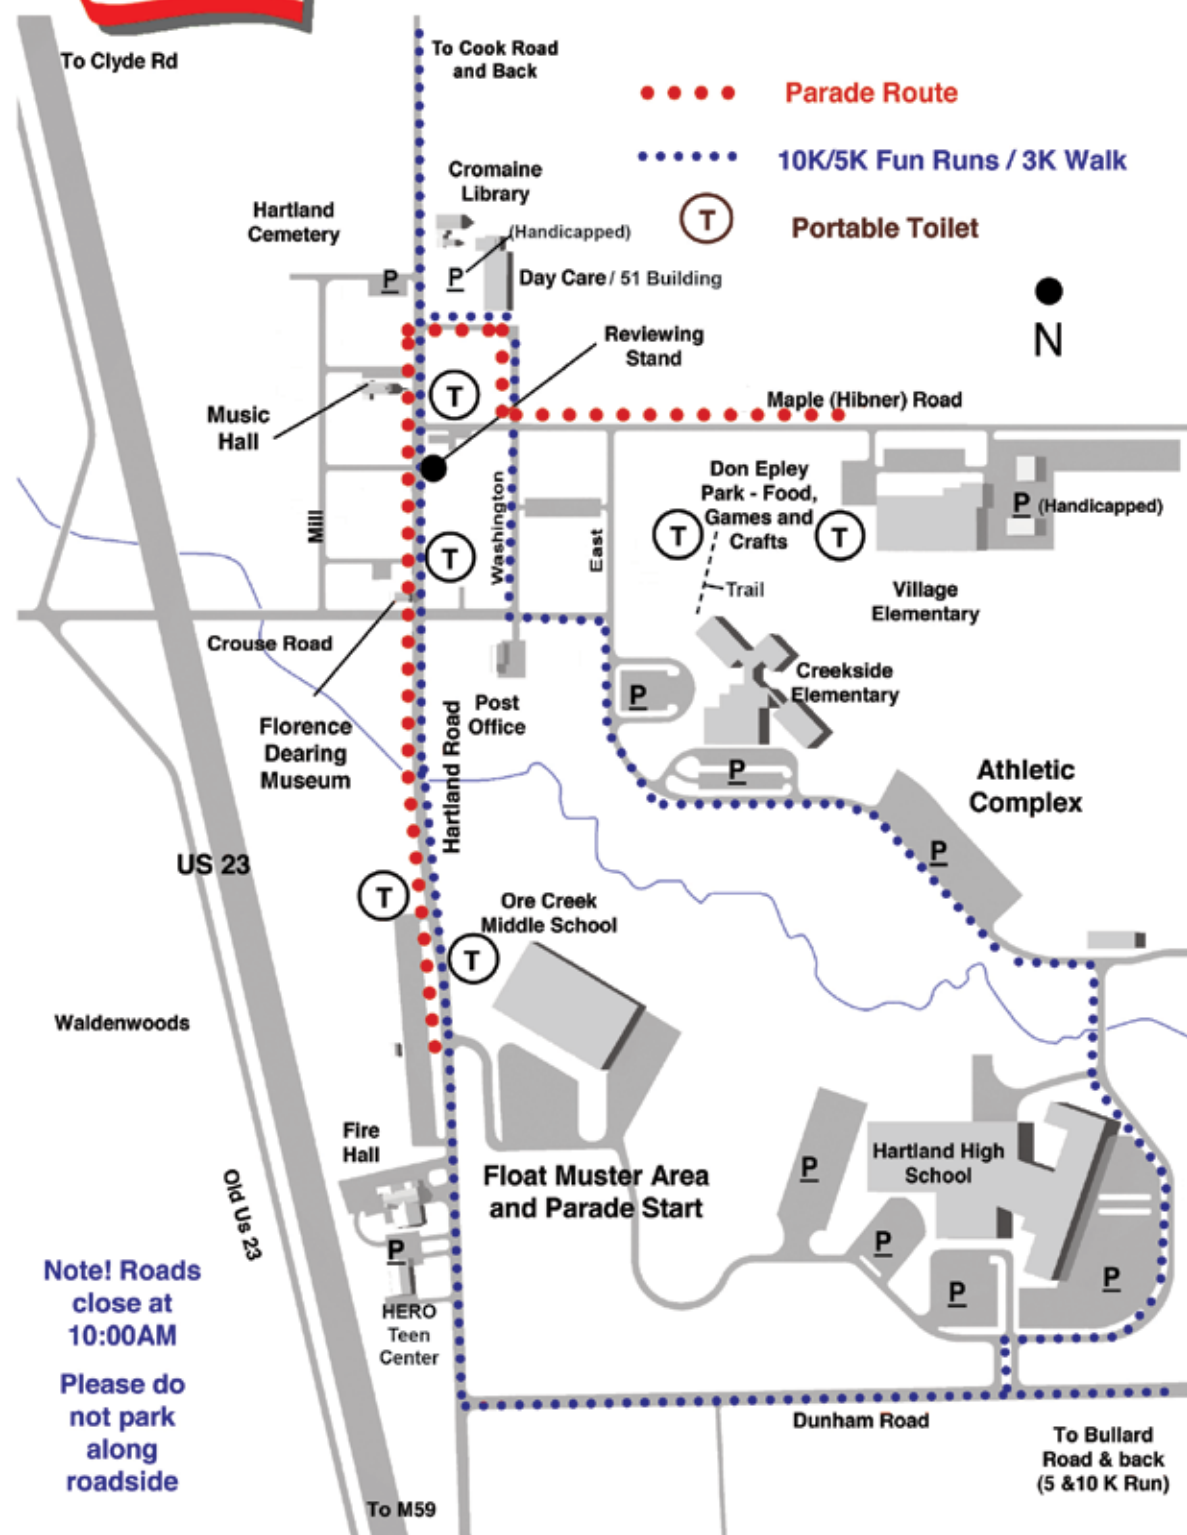 To Clyde Rd
To Cook Road
and Back
Parade Route
10K/5K Fun Runs / 3K Walk
T
Portable Toilet
Cromaine
Library
(Handicapped)
Hartland
Cemetery
P
P
Day Care / 51 Building
N
Reviewing
Stand
T
Music
Hall
Maple (Hibner) Road
Don Epley
Park - Food,
Games and
Crafts
T
T
P (Handicapped)
Mill
Washington
East
T
Trail
Village
Elementary
Crouse Road
Creekside
Elementary
P
Post
Office
Florence
Dearing
Museum
Hartland Road
P
Athletic
Complex
P
US 23
T
Ore Creek
Middle School
T
Waldenwoods
Fire
Hall
Float Muster Area
and Parade Start
P
Hartland High
School
Old Us 23
P
P
P
P
HERO
Teen
Center
Note! Roads
close at
10:00AM
Please do
not park
along
roadside
Dunham Road
To Bullard
Road & back
(5 &10 K Run)
To M59